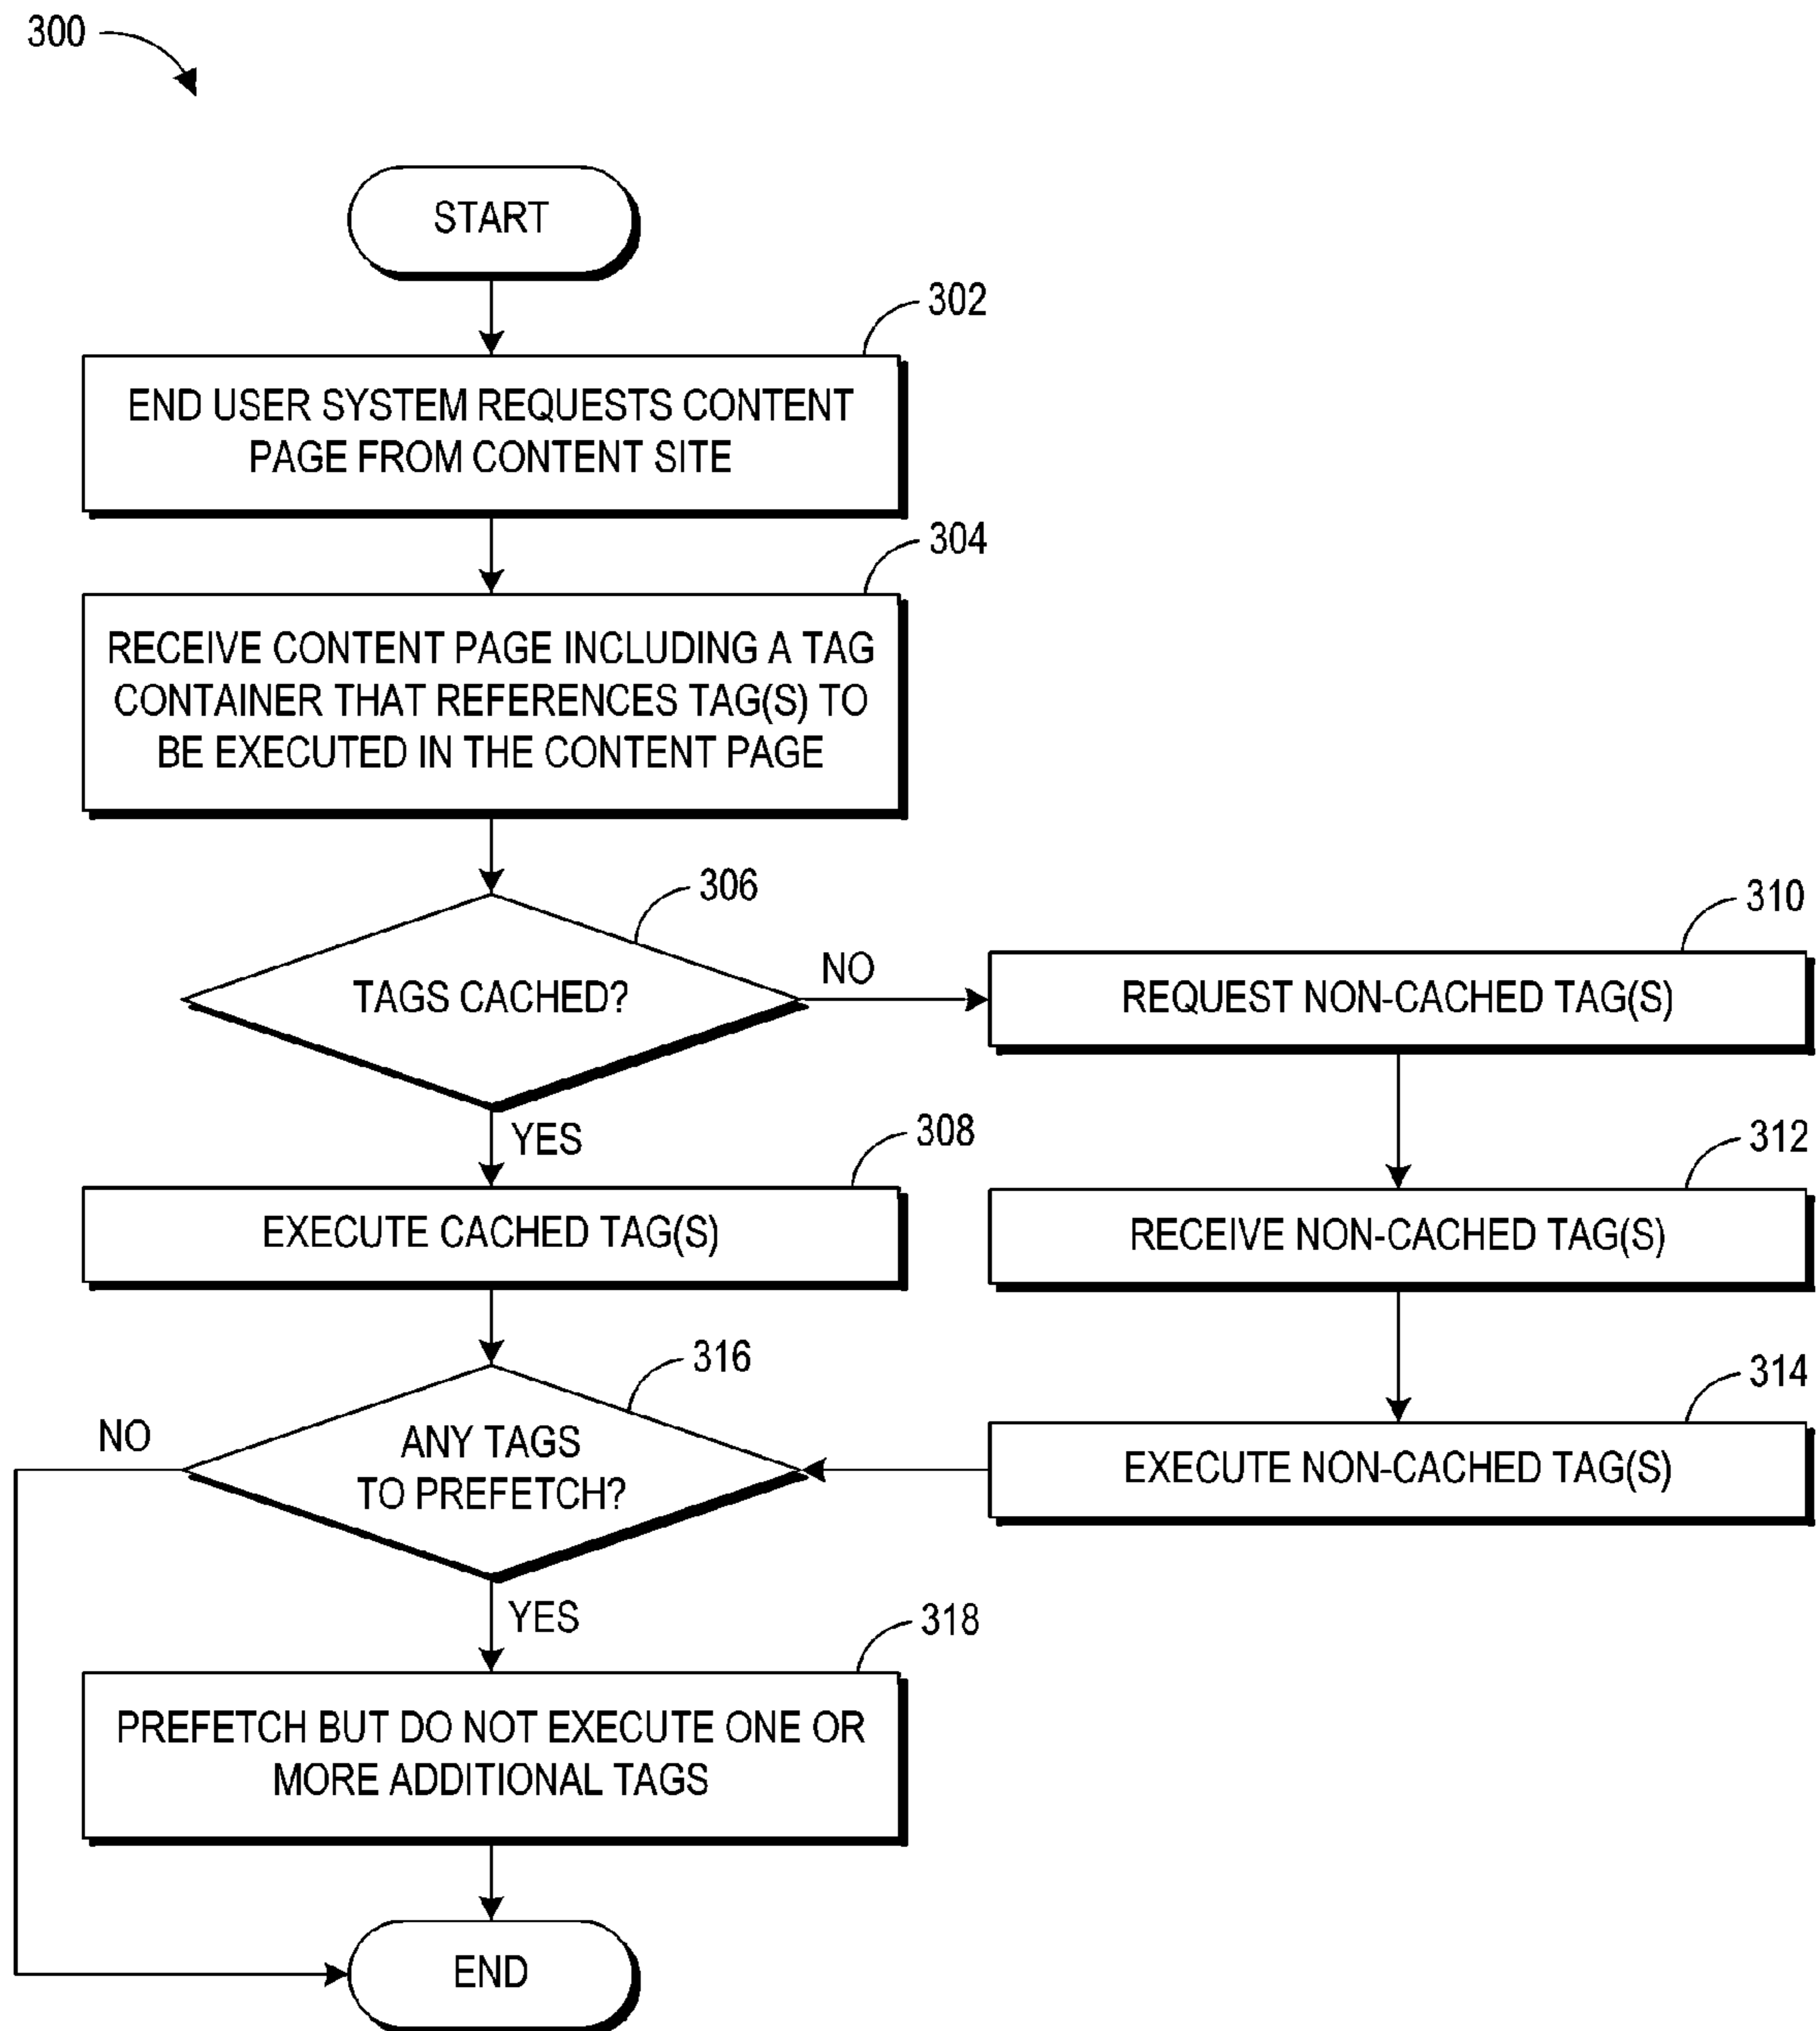 300
START
302
END USER SYSTEM REQUESTS CONTENT
PAGE FROM CONTENT SITE
304
RECEIVE CONTENT PAGE INCLUDING A TAG
CONTAINER THAT REFERENCES TAG(S) TO
BE EXECUTED IN THE CONTENT PAGE
306
TAGS CACHED?
NO
310
REQUEST NON-CACHED TAG(S)
YES
308
EXECUTE CACHED TAG(S)
312
RECEIVE NON-CACHED TAG(S)
316
ANY TAGS
TO PREFETCH?
NO
314
EXECUTE NON-CACHED TAG(S)
YES
318
PREFETCH BUT DO NOT EXECUTE ONE OR
MORE ADDITIONAL TAGS
END